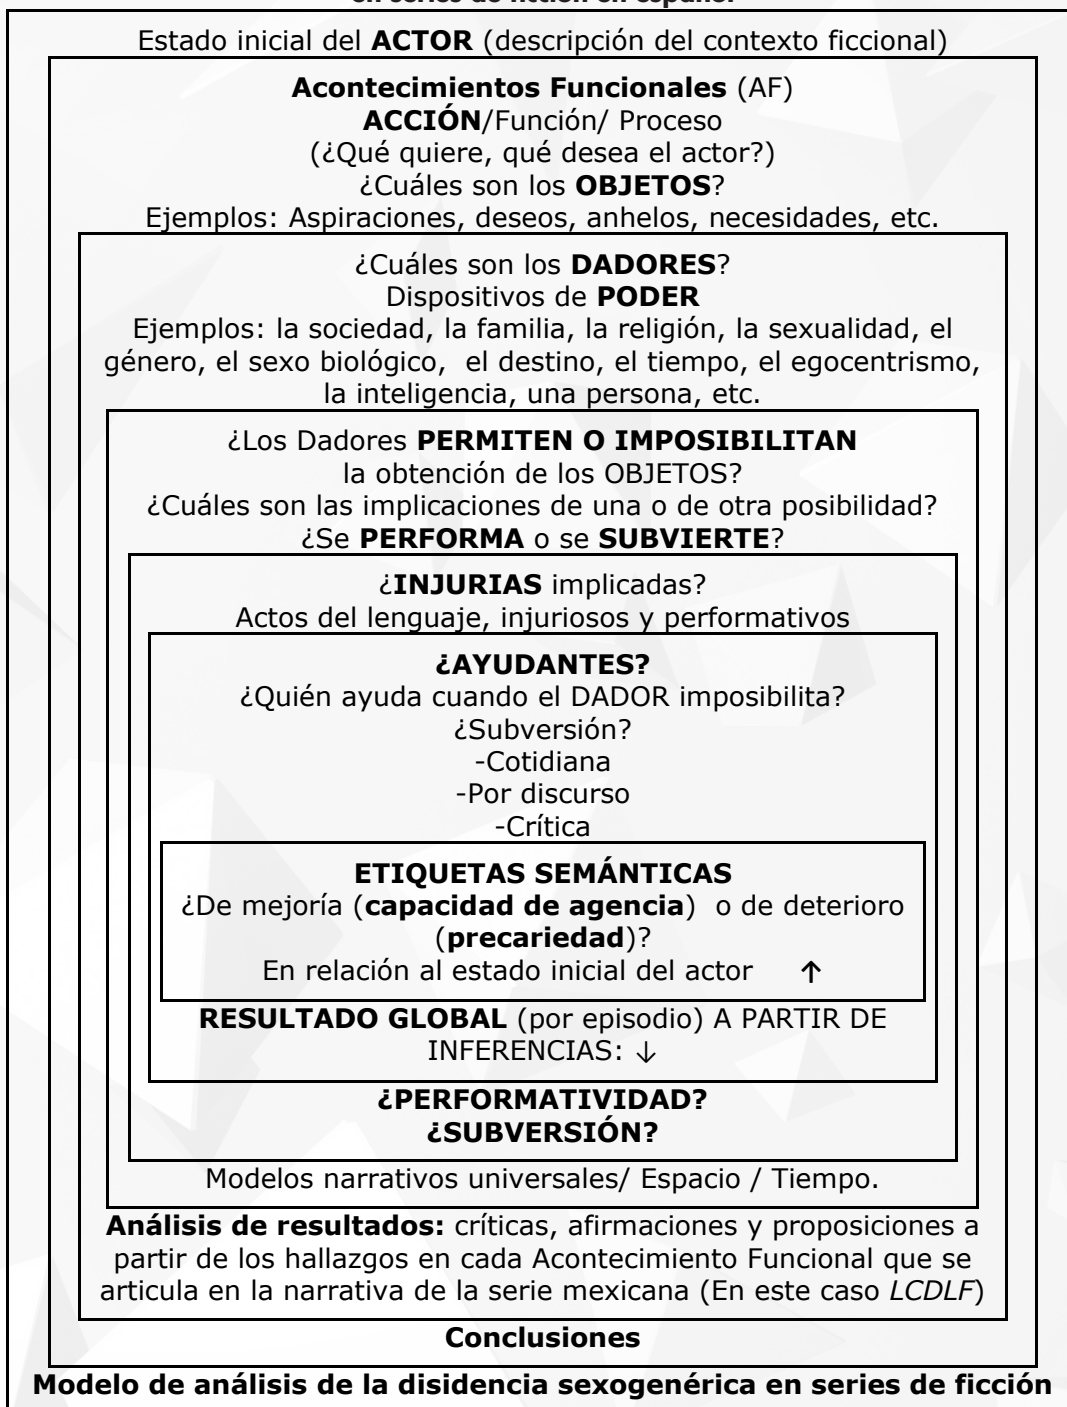 en series de ficción en español
Estado inicial del ACTOR (descripción del contexto ficcional)
Acontecimientos Funcionales (AF)
ACCIÓN/Función/ Proceso
(¿Qué quiere, qué desea el actor?)
¿Cuáles son los OBJETOS?
Ejemplos: Aspiraciones, deseos, anhelos, necesidades, etc.
¿Cuáles son los DADORES?
Dispositivos de PODER
Ejemplos: la sociedad, la familia, la religión, la sexualidad, el
género, el sexo biológico, el destino, el tiempo, el egocentrismo,
la inteligencia, una persona, etc.
¿Los Dadores PERMITEN O IMPOSIBILITAN
la obtención de los OBJETOS?
¿Cuáles son las implicaciones de una o de otra posibilidad?
¿Se PERFORMA o se SUBVIERTE?
¿INJURIAS implicadas?
Actos del lenguaje, injuriosos y performativos
¿AYUDANTES?
¿Quién ayuda cuando el DADOR imposibilita?
¿Subversión?
-Cotidiana
-Por discurso
-Crítica
ETIQUETAS SEMÁNTICAS
¿De mejoría (capacidad de agencia) o de deterioro
(precariedad)?
En relación al estado inicial del actor ↑
RESULTADO GLOBAL (por episodio) A PARTIR DE
INFERENCIAS: ↓
¿PERFORMATIVIDAD?
¿SUBVERSIÓN?
Modelos narrativos universales/ Espacio / Tiempo.
Análisis de resultados: críticas, afirmaciones y proposiciones a
partir de los hallazgos en cada Acontecimiento Funcional que se
articula en la narrativa de la serie mexicana (En este caso LCDLF)
Conclusiones
Modelo de análisis de la disidencia sexogenérica en series de ficción